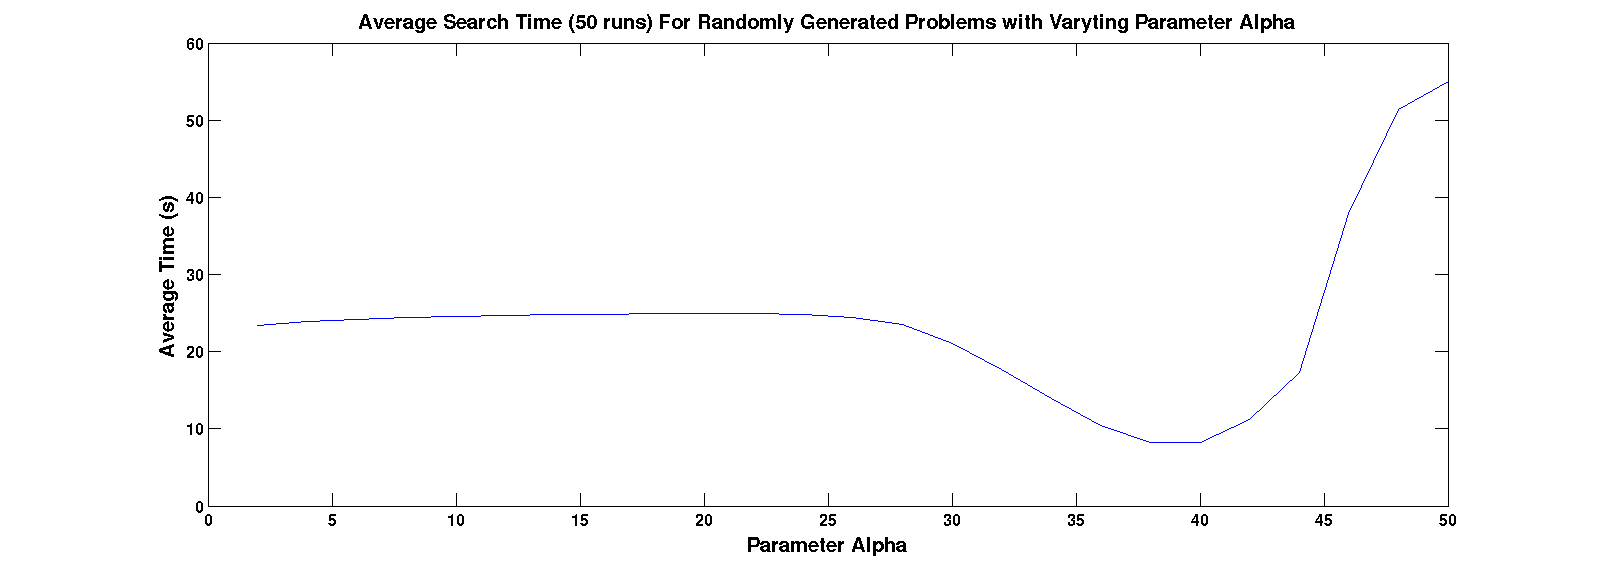 Average Search Time (50 runs) For Randomly Generated Problems with Varyting Parameter Alpha
60
50
40
30
20
10
0
Average Time (s)
0 5 10 15 20 25 30 35 40 45 50
Parameter Alpha